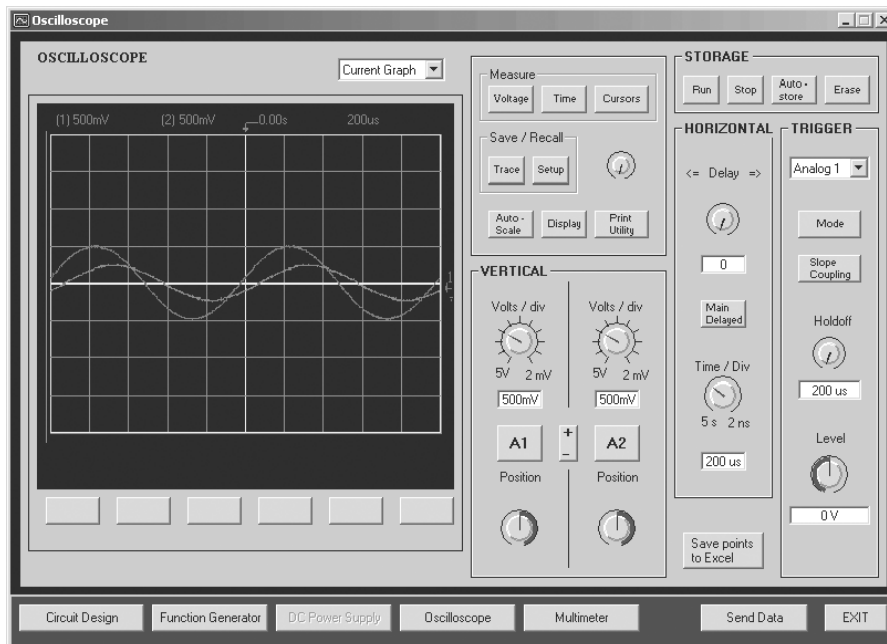 Oscilloscope
OSCILLOSCOPE
Current Graph
(1) 500mV (2) 500mV 0.00s 200us
1
Measure
Voltage Time Cursors
Save / Recall
Trace Setup
Auto - Scale
Display
Print Utility
VERTICAL
Volts / div Volts / div
5V 2 mV 5V 2 mV
500mV 500mV
A1 + - A2
Position Position
STORAGE
Run Stop Auto - store Erase
HORIZONTAL
<= Delay =>
0
Main Delayed
Time / Div
5 s 2 ns
200 us
Save points to Excel
TRIGGER
Analog 1
Mode
Slope Coupling
Holdoff
200 us
Level
0 V
Circuit Design Function Generator DC Power Supply Oscilloscope Multimeter Send Data EXIT